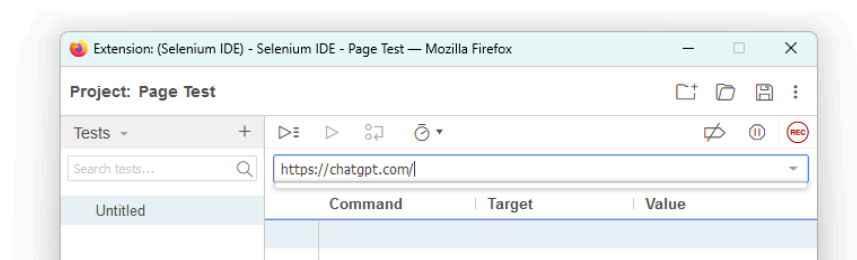 Extension: (Selenium IDE) - Selenium IDE - Page Test — Mozilla Firefox
Project: Page Test
Tests
REC
Search tests...
https://chatgpt.com/
Untitled
Command Target Value